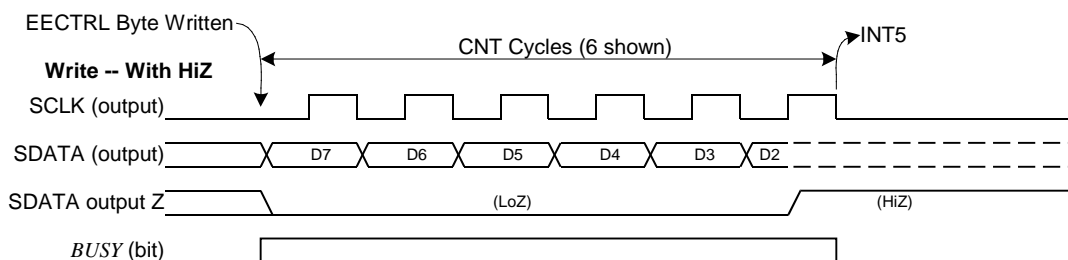 EECTRL Byte Written
CNT Cycles (6 shown)
INT5
Write -- With HiZ
SCLK (output)
SDATA (output)
D7 D6 D5 D4 D3 D2
SDATA output Z
(LoZ)
(HiZ)
BUSY (bit)